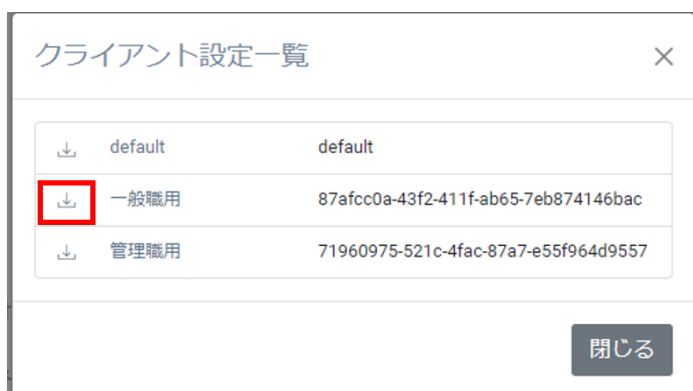 クライアント設定一覧
default default
一般職用 87afcc0a-43f2-411f-ab65-7eb874146bac
管理職用 71960975-521c-4fac-87a7-e55f964d9557
閉じる